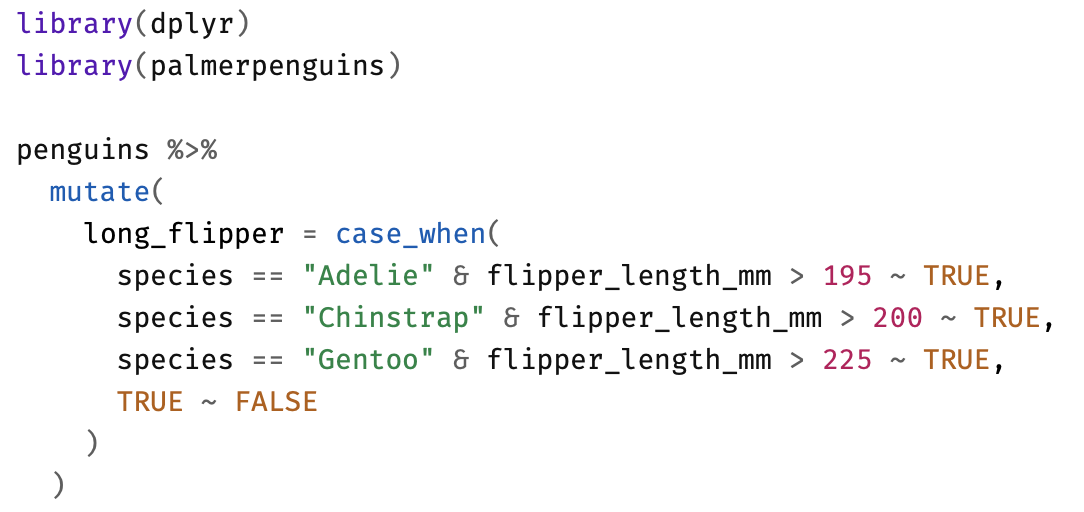 library(dplyr)
library(palmerpenguins)

penguins %>%
  mutate(
    long_flipper = case_when(
      species == "Adelie" & flipper_length_mm > 195 ~ TRUE,
      species == "Chinstrap" & flipper_length_mm > 200 ~ TRUE,
      species == "Gentoo" & flipper_length_mm > 225 ~ TRUE,
      TRUE ~ FALSE
    )
  )